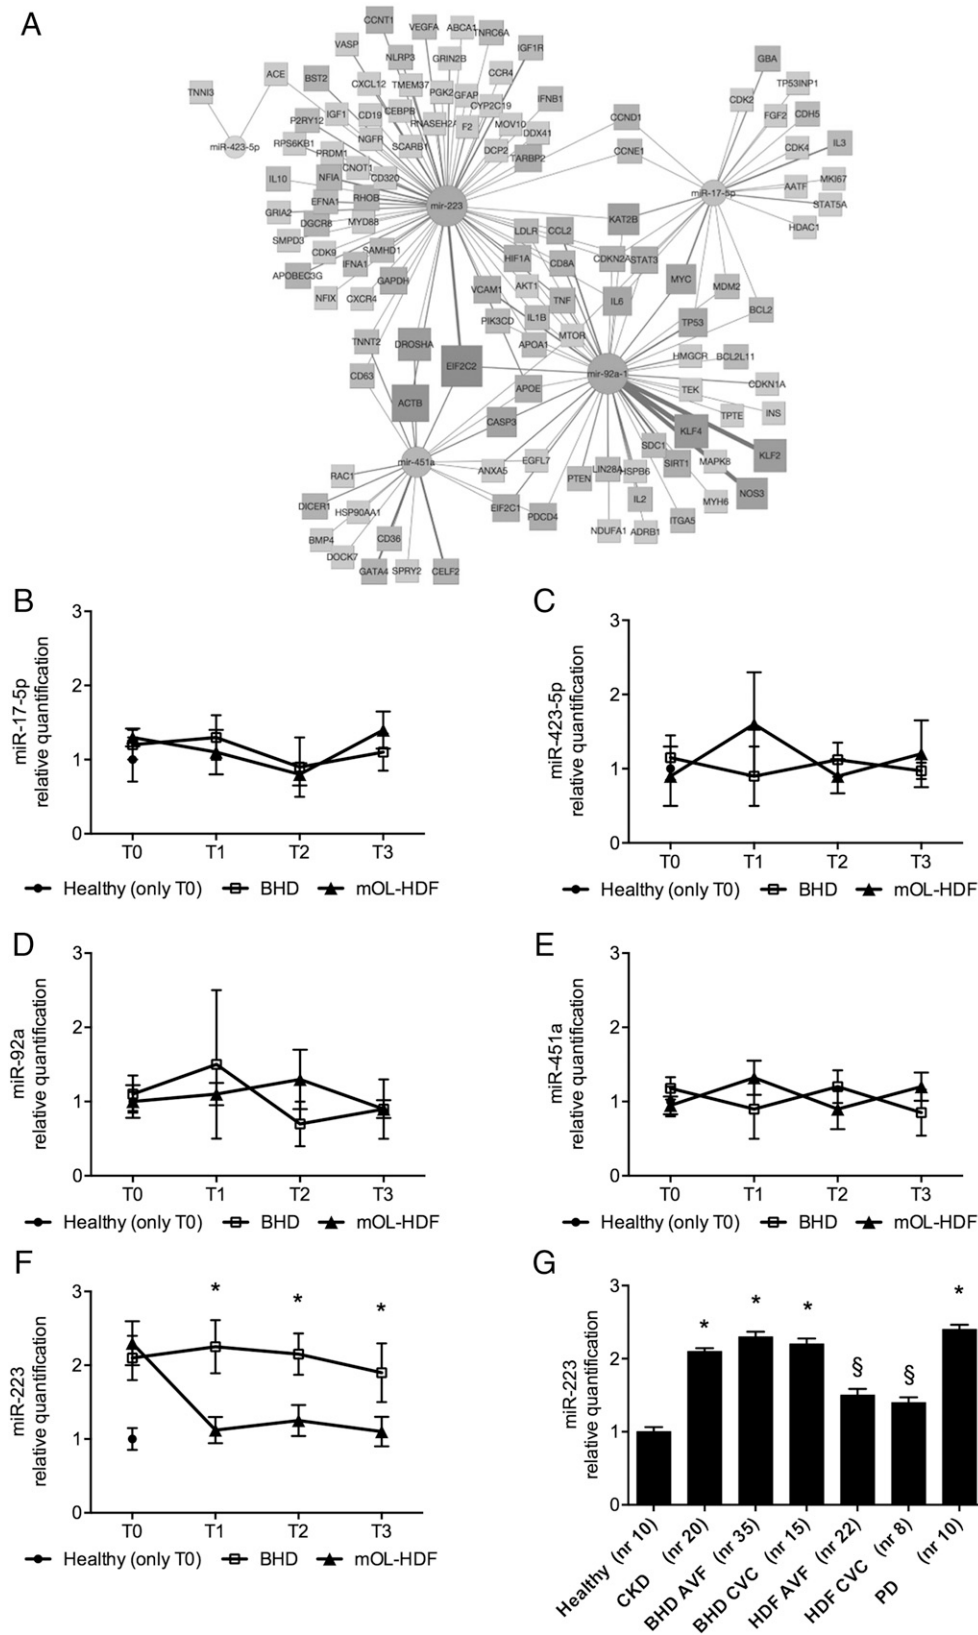 A
CCNT1
VEGFA
ABCA1
TNRC6A
VASP
NLRP3
GRIN2B
IGF1R
GBA
ACE
BST2
CXCL12
TMEM37
CCR4
TP53INP1
TNNI3
PGK2
GFAP
CYP2C19
IFNB1
CDK2
P2RY12
IGF1
CD19
CEBPB
RNASEH2A
F2
MOV10
DDX41
CCND1
FGF2
CDH5
miR-423-5p
RPS6KB1
PRDM1
NGFR
SCARB1
DCP2
TARBP2
CCNE1
CDK4
IL3
IL10
NFIA
CNOT1
CD320
AATF
MKI67
GRIA2
EFNA1
RHOB
mir-223
miR-17-5p
STAT5A
DGCR8
MYD88
LDLR
CCL2
KAT2B
HDAC1
SMPD3
CDK9
SAMHD1
HIF1A
CD8A
CDKN2A
STAT3
APOBEC3G
IFNA1
GAPDH
VCAM1
AKT1
MYC
MDM2
NFIX
CXCR4
TNF
IL6
BCL2
PIK3CD
IL1B
TP53
TNNT2
DROSHA
APOA1
MTOR
CD63
EIF2C2
mir-92a-1
HMGCR
BCL2L11
ACTB
APOE
TEK
CDKN1A
CASP3
TPTE
INS
KLF4
mir-451a
SDC1
KLF2
RAC1
ANXA5
EGFL7
PTEN
LIN28A
HSPB6
SIRT1
MAPK8
DICER1
HSP90AA1
EIF2C1
PDCD4
IL2
MYH6
NOS3
BMP4
CD36
NDUFA1
ADRB1
ITGA5
DOCK7
GATA4
SPRY2
CELF2
B
miR-17-5p
relative quantification
3
2
1
0
T0 T1 T2 T3
Healthy (only T0) BHD mOL-HDF
C
miR-423-5p
relative quantification
3
2
1
0
T0 T1 T2 T3
Healthy (only T0) BHD mOL-HDF
D
miR-92a
relative quantification
3
2
1
0
T0 T1 T2 T3
Healthy (only T0) BHD mOL-HDF
E
miR-451a
relative quantification
3
2
1
0
T0 T1 T2 T3
Healthy (only T0) BHD mOL-HDF
F
miR-223
relative quantification
3
2
1
0
* * *
T0 T1 T2 T3
Healthy (only T0) BHD mOL-HDF
G
miR-223
relative quantification
3
2
1
0
* * * § § *
Healthy (nr 10)
CKD (nr 20)
BHD AVF (nr 35)
BHD CVC (nr 15)
HDF AVF (nr 22)
HDF CVC (nr 8)
PD (nr 10)